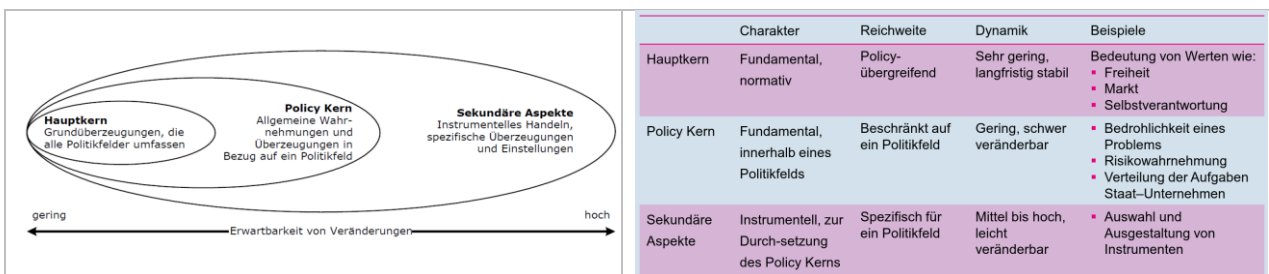 Hauptkern
Grundüberzeugungen, die
alle Politikfelder umfassen
Policy Kern
Allgemeine Wahr-
nehmungen und
Überzeugungen in
Bezug auf ein Politikfeld
Sekundäre Aspekte
Instrumentelles Handeln,
spezifische Überzeugungen
und Einstellungen
gering
hoch
Erwartbarkeit von Veränderungen
Charakter Reichweite Dynamik Beispiele
Hauptkern
Fundamental,
normativ
Policy-
übergreifend
Sehr gering,
langfristig stabil
Bedeutung von Werten wie:
▪ Freiheit
▪ Markt
▪ Selbstverantwortung
Policy Kern
Fundamental,
innerhalb eines
Politikfelds
Beschränkt auf
ein Politikfeld
Gering, schwer
veränderbar
▪ Bedrohlichkeit eines
Problems
▪ Risikowahrnehmung
▪ Verteilung der Aufgaben
Staat–Unternehmen
Sekundäre
Aspekte
Instrumentell, zur
Durch-setzung
des Policy Kerns
Spezifisch für
ein Politikfeld
Mittel bis hoch,
leicht
veränderbar
▪ Auswahl und
Ausgestaltung von
Instrumenten